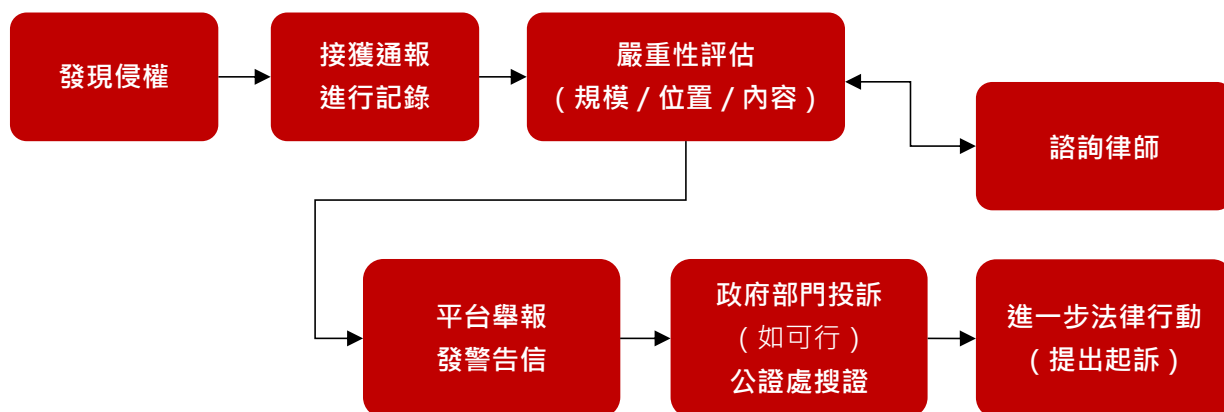 發現侵權
接獲通報
進行記錄
嚴重性評估
（規模 / 位置 / 內容）
諮詢律師
平台舉報
發警告信
政府部門投訴
（如可行）
公證處搜證
進一步法律行動
（提出起訴）